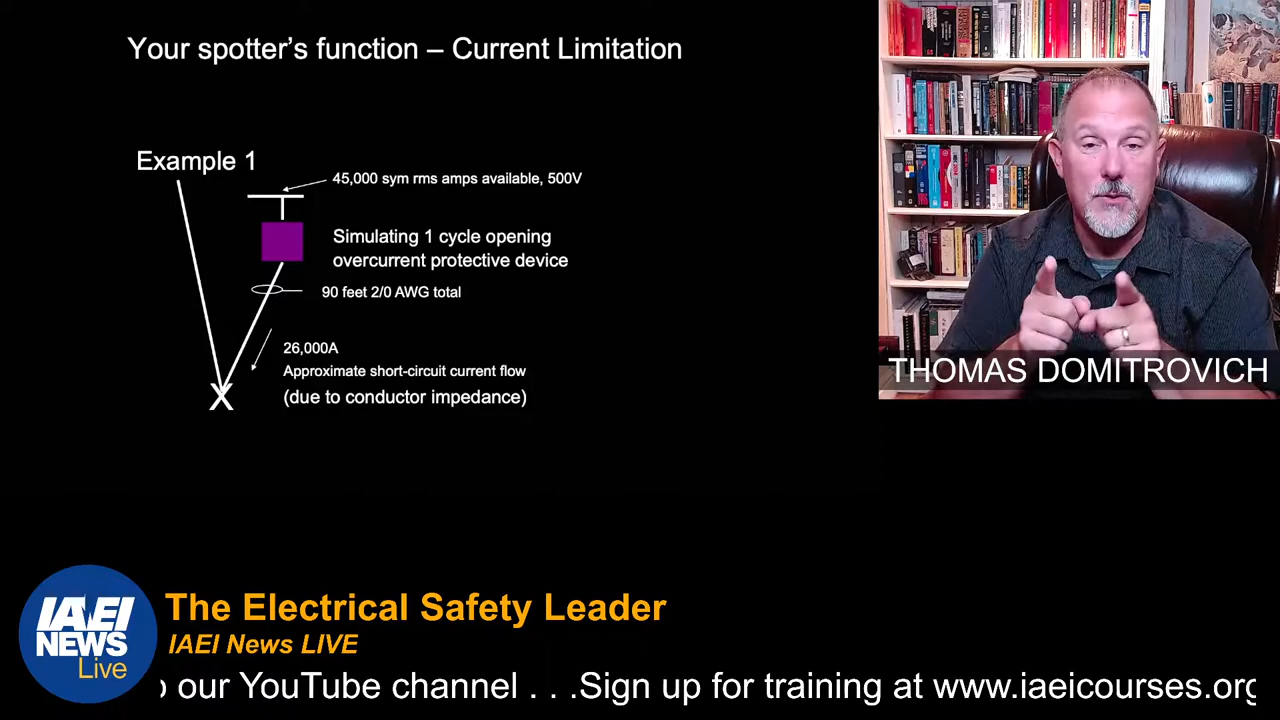 Your spotter's function – Current Limitation
Example 1
45,000 sym rms amps available, 500V
Simulating 1 cycle opening
overcurrent protective device
90 feet 2/0 AWG total
26,000A
Approximate short-circuit current flow
(due to conductor impedance)
X
THOMAS DOMITROVICH
IAEI
NEWS
Live
The Electrical Safety Leader
IAEI News LIVE
our YouTube channel . . .Sign up for training at www.iaeicourses.org